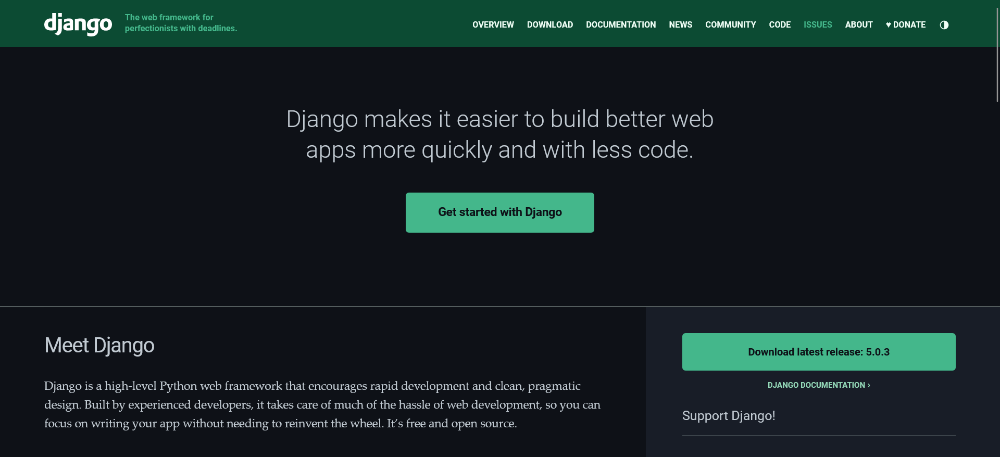 django
The web framework for
perfectionists with deadlines.
OVERVIEW DOWNLOAD DOCUMENTATION NEWS COMMUNITY CODE ISSUES ABOUT ♥ DONATE
Django makes it easier to build better web
apps more quickly and with less code.
Get started with Django
Meet Django
Django is a high-level Python web framework that encourages rapid development and clean, pragmatic
design. Built by experienced developers, it takes care of much of the hassle of web development, so you can
focus on writing your app without needing to reinvent the wheel. It’s free and open source.
Download latest release: 5.0.3
DJANGO DOCUMENTATION ›
Support Django!